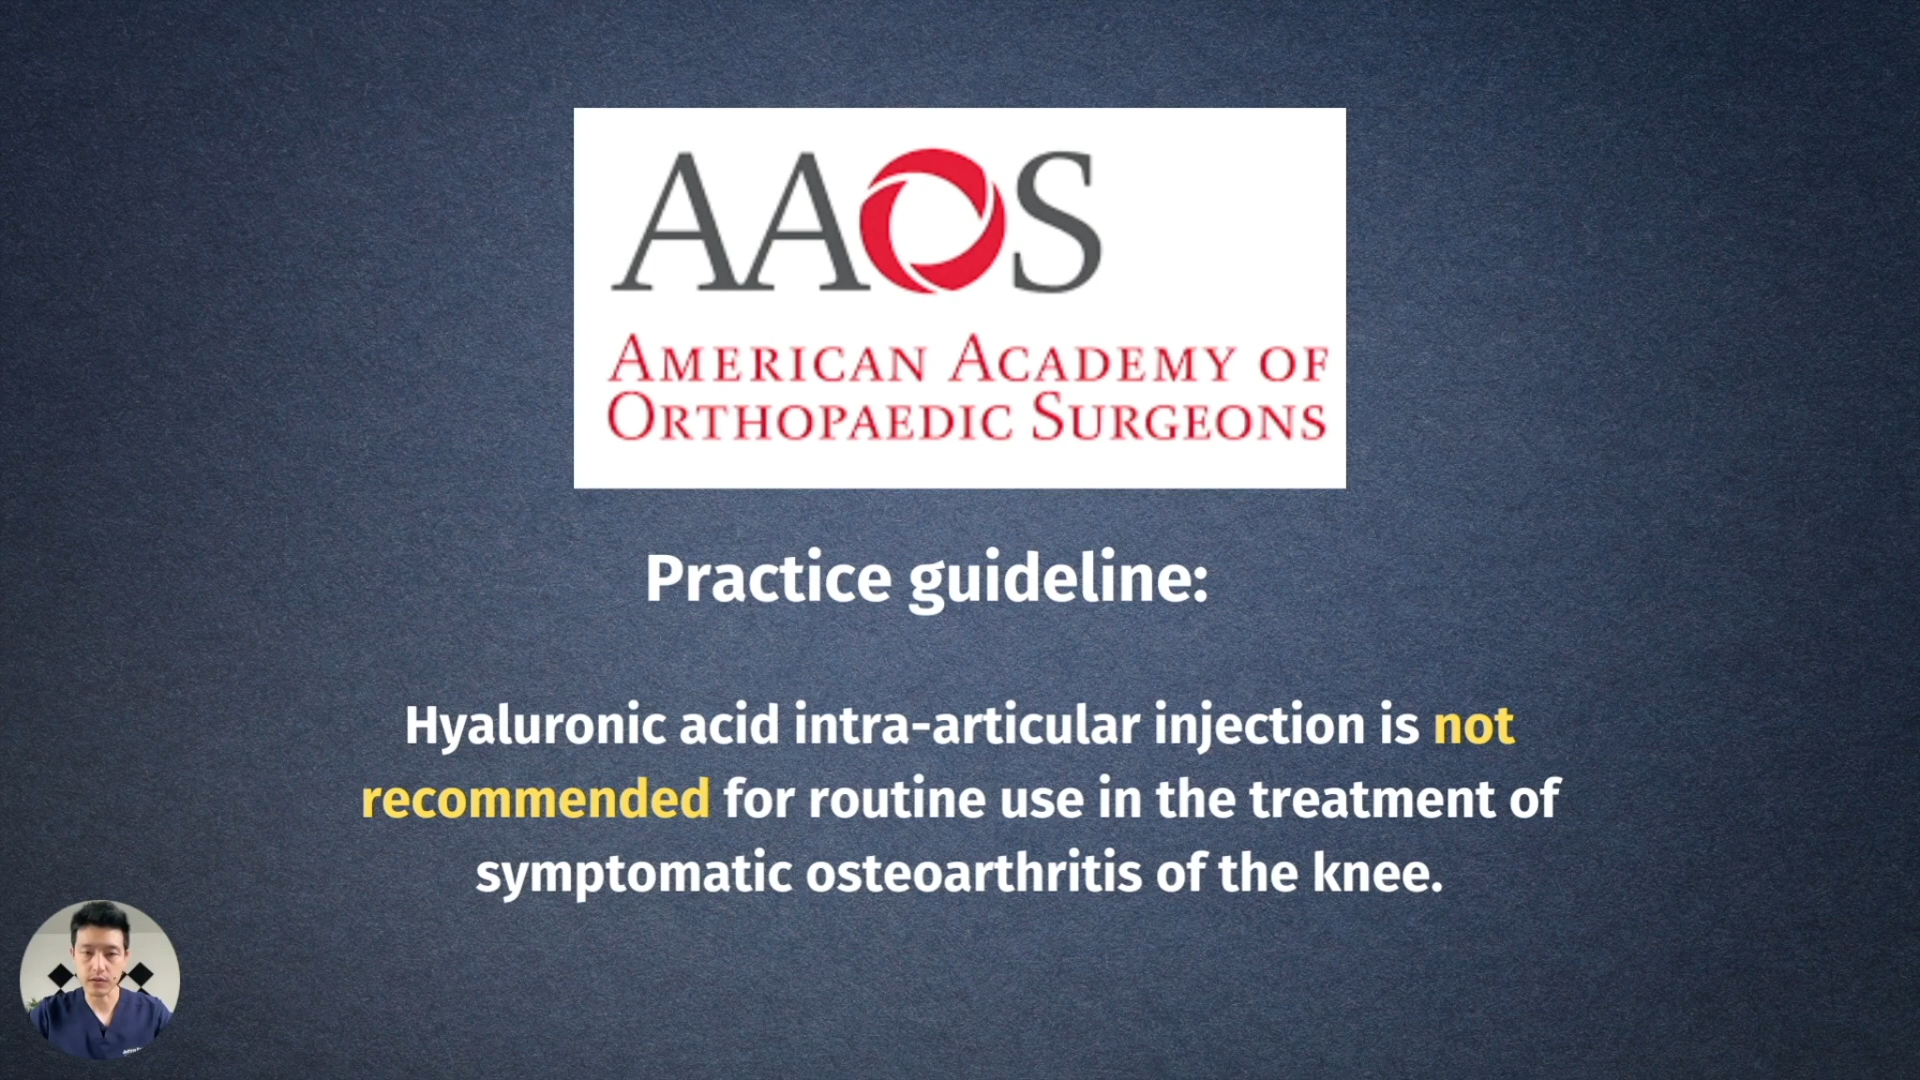 AAOS
AMERICAN ACADEMY OF
ORTHOPAEDIC SURGEONS
Practice guideline:
Hyaluronic acid intra-articular injection is not
recommended for routine use in the treatment of
symptomatic osteoarthritis of the knee.